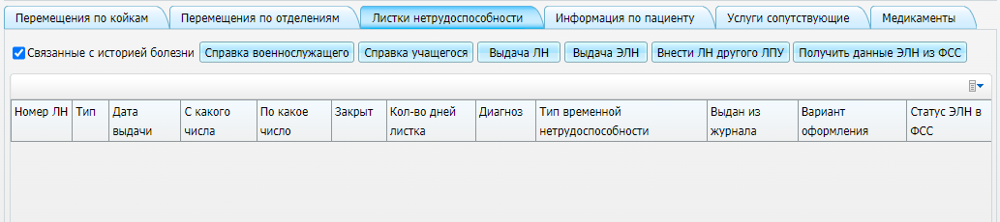 Перемещения по койкам Перемещения по отделениям Листки нетрудоспособности Информация по пациенту Услуги сопутствующие Медикаменты
Связанные с историей болезни Справка военнослужащего Справка учащегося Выдача ЛН Выдача ЭЛН Внести ЛН другого ЛПУ Получить данные ЭЛН из ФСС
Номер ЛН Тип Дата С какого По какое Закрыт Кол-во дней Диагноз Тип временной Выдан из Вариант Статус ЭЛН в
выдачи числа число листка нетрудоспособности журнала оформления ФСС